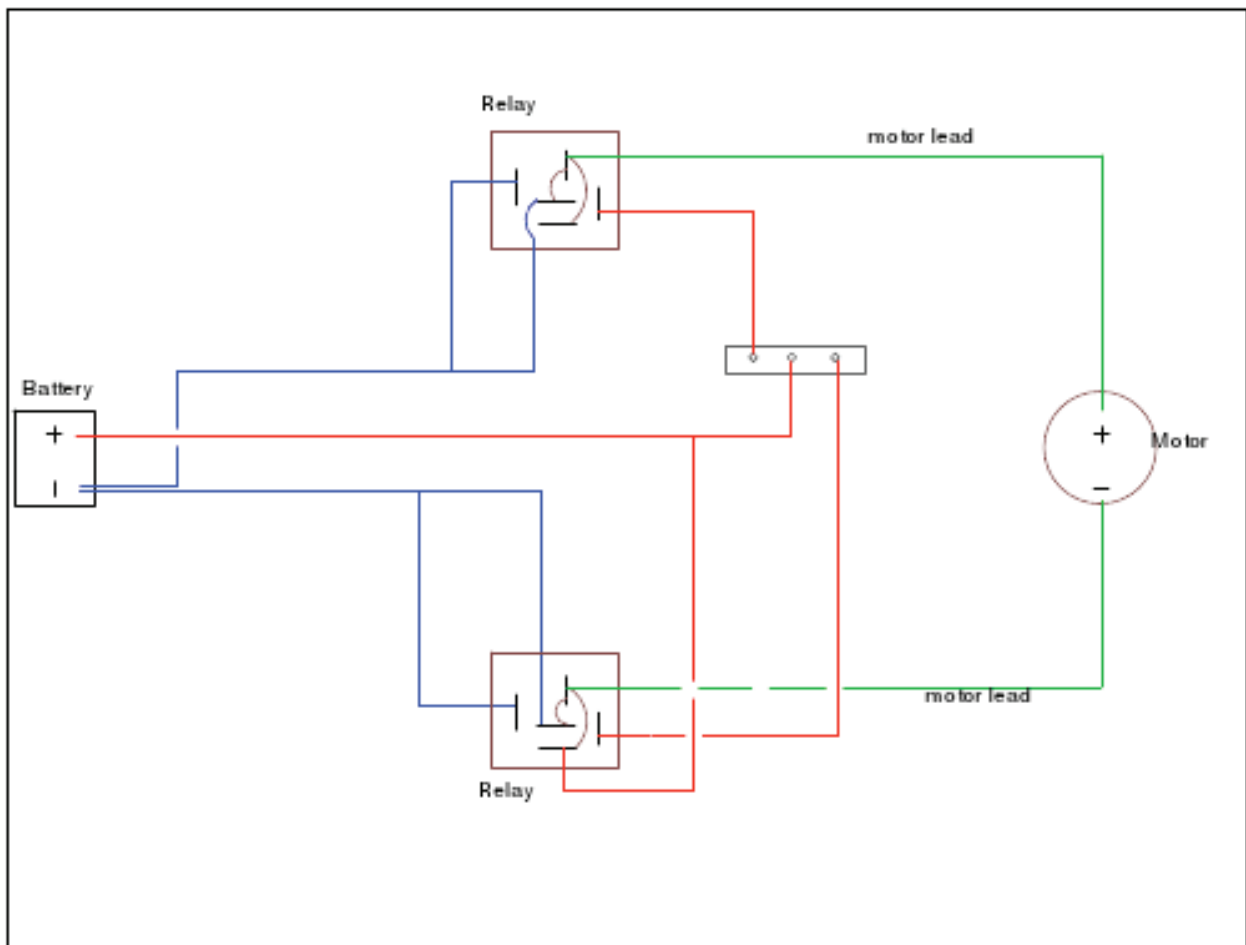 Relay
motor lead
Battery
+
+
Motor
–
motor lead
Relay